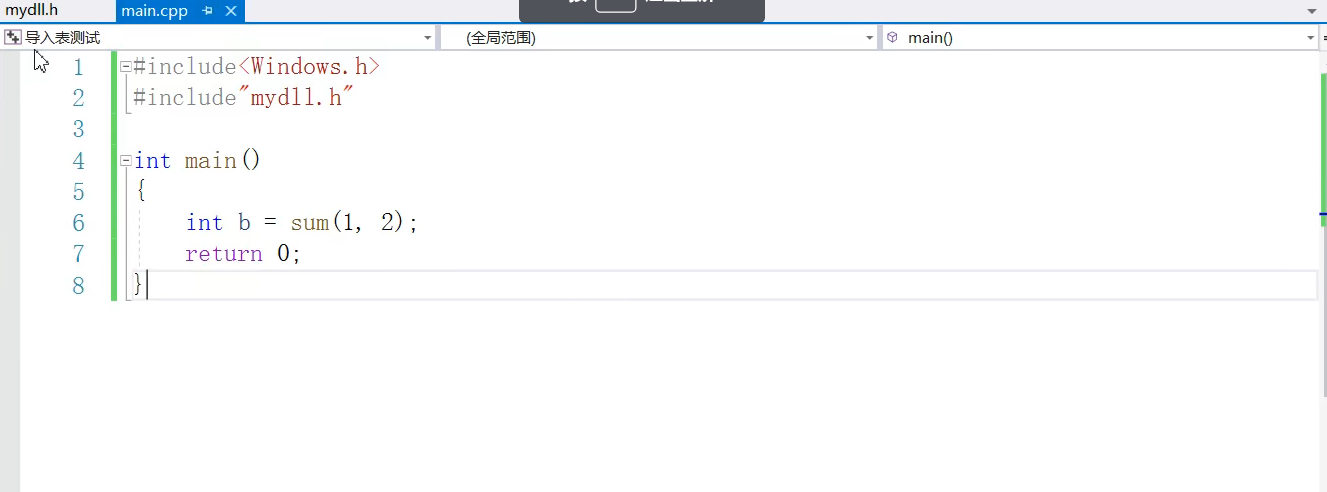 mydll.h
main.cpp
导入表测试
(全局范围)
main()
1 #include<Windows.h>
2 #include"mydll.h"
3
4 int main()
5 {
6 int b = sum(1, 2);
7 return 0;
8 }